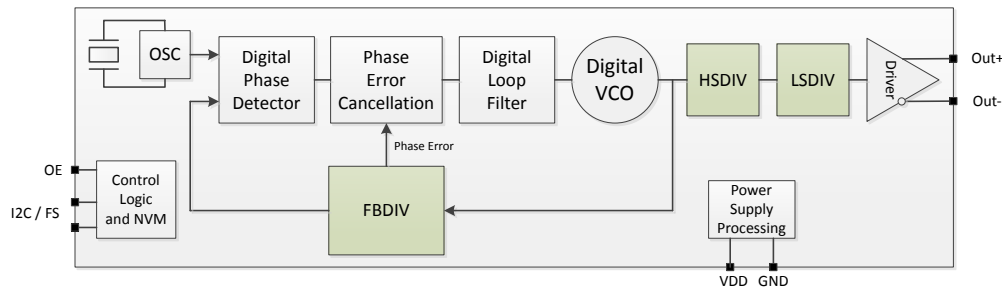 OSC
Digital
Phase
Detector
Phase
Error
Cancellation
Digital
Loop
Filter
Digital
VCO
HSDIV
LSDIV
Driver
Out+
Out-
Phase Error
FBDIV
OE
I2C / FS
Control
Logic
and NVM
Power
Supply
Processing
VDD
GND